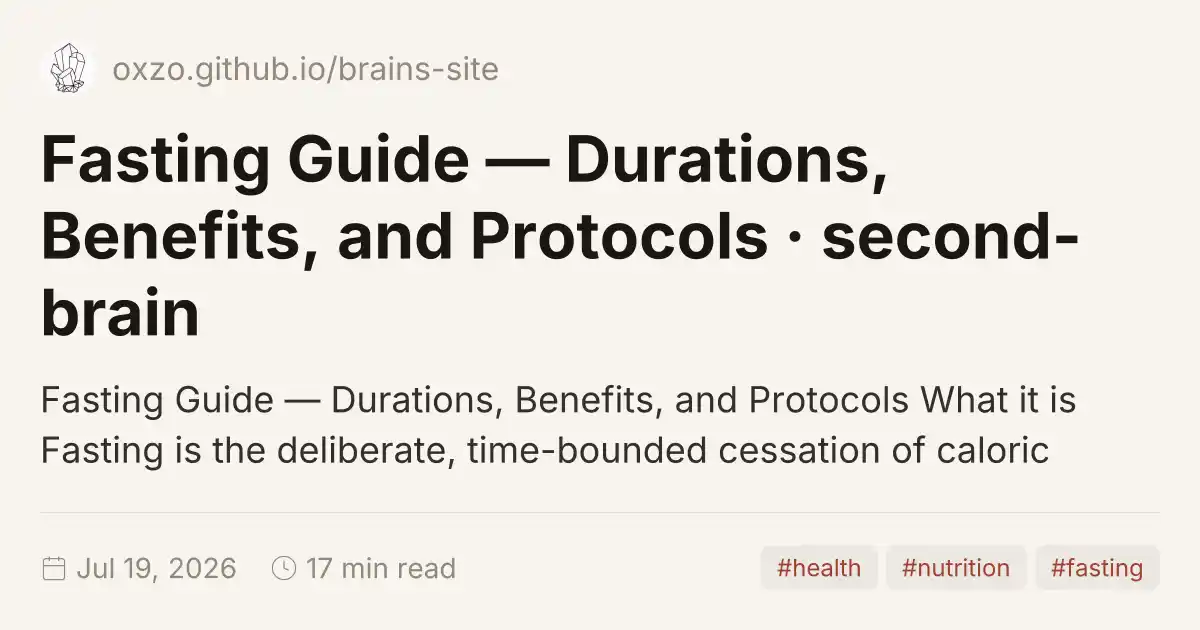 oxzo.github.io/brains-site
Fasting Guide — Durations,
Benefits, and Protocols · second-
brain
Fasting Guide — Durations, Benefits, and Protocols What it is
Fasting is the deliberate, time-bounded cessation of caloric
Jul 19, 2026 17 min read #health #nutrition #fasting